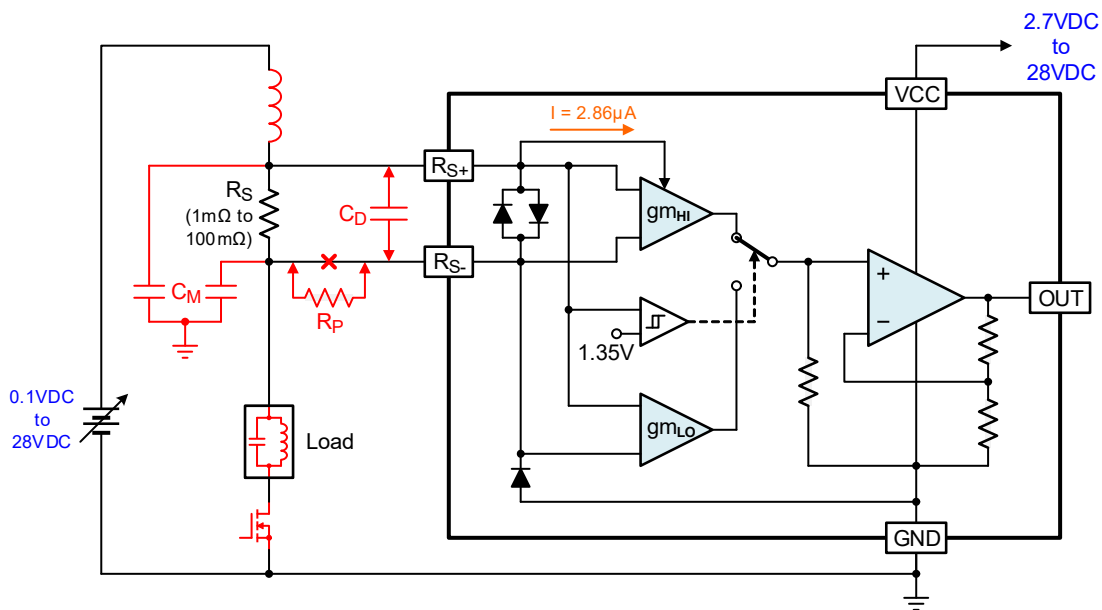 2.7VDC
to
28VDC
VCC
I = 2.86µA
RS+
RS
(1mΩ to
100mΩ)
CD
gmHI
RS-
CM
RP
1.35V
+
−
OUT
0.1VDC
to
28VDC
Load
gmLO
GND